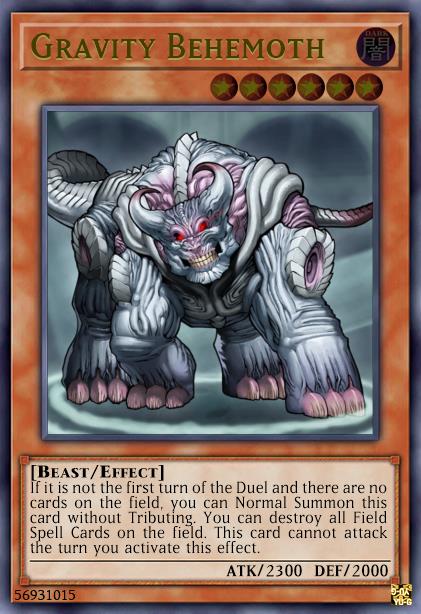 GRAVITY BEHEMOTH
DARK
闇
[BEAST/EFFECT]
If it is not the first turn of the Duel and there are no
cards on the field, you can Normal Summon this
card without Tributing. You can destroy all Field
Spell Cards on the field. This card cannot attack
the turn you activate this effect.
ATK/2300 DEF/2000
56931015